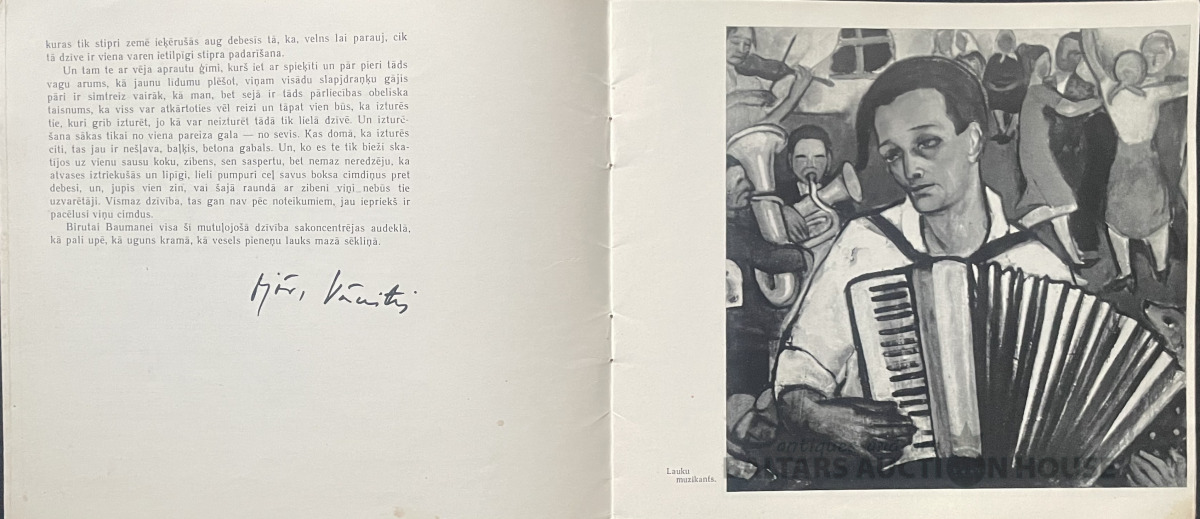 kuras tik stipri zemē ieķērušās aug debesīs tā, ka, velns lai parauj, cik
tā dzīve ir viena varen ietilpīgi stipra padarīšana.
Un tam te ar vēja aprautu ģīmi, kurš iet ar spieķīti un pār pieri tāds
vagu arums, kā jaunu līdumu plēšot, viņam visādu slapjdraņķu gājis
pāri ir simtreiz vairāk, kā man, bet sejā ir tāds pārliecības obeliska
taisnums, ka viss var atkārtoties vēl reizi un tāpat vien būs, ka izturēs
tie, kuri grib izturēt, jo kā var neizturēt tādā tik lielā dzīvē. Un izturē-
šana sākas tikai no viena pareiza gala — no sevis. Kas domā, ka izturēs
citi, tas jau ir nešļava, baļķis, betona gabals. Un, ko es te tik bieži ska-
tījos uz vienu sausu koku, zibens, sen saspertu, bet nemaz neredzēju, ka
atvases iztriekušās un lipīgi, lieli pumpuri ceļ savus boksa cimdiņus pret
debesi, un, jupis vien zin, vai šajā raundā ar zibeni viņi nebūs tie
uzvarētāji. Vismaz dzīvība, tas gan nav pēc noteikumiem, jau iepriekš ir
pacēlusi viņu cimdus.
Birutai Baumanei visa šī mutuļojošā dzīvība sakoncentrējas audeklā,
kā pali upē, kā uguns kramā, kā vesels pieneņu lauks mazā sēkliņā.
Ojārs Vācietis
Lauku
muzikants.
antiques and
BALTARS AUCTION HOUSE